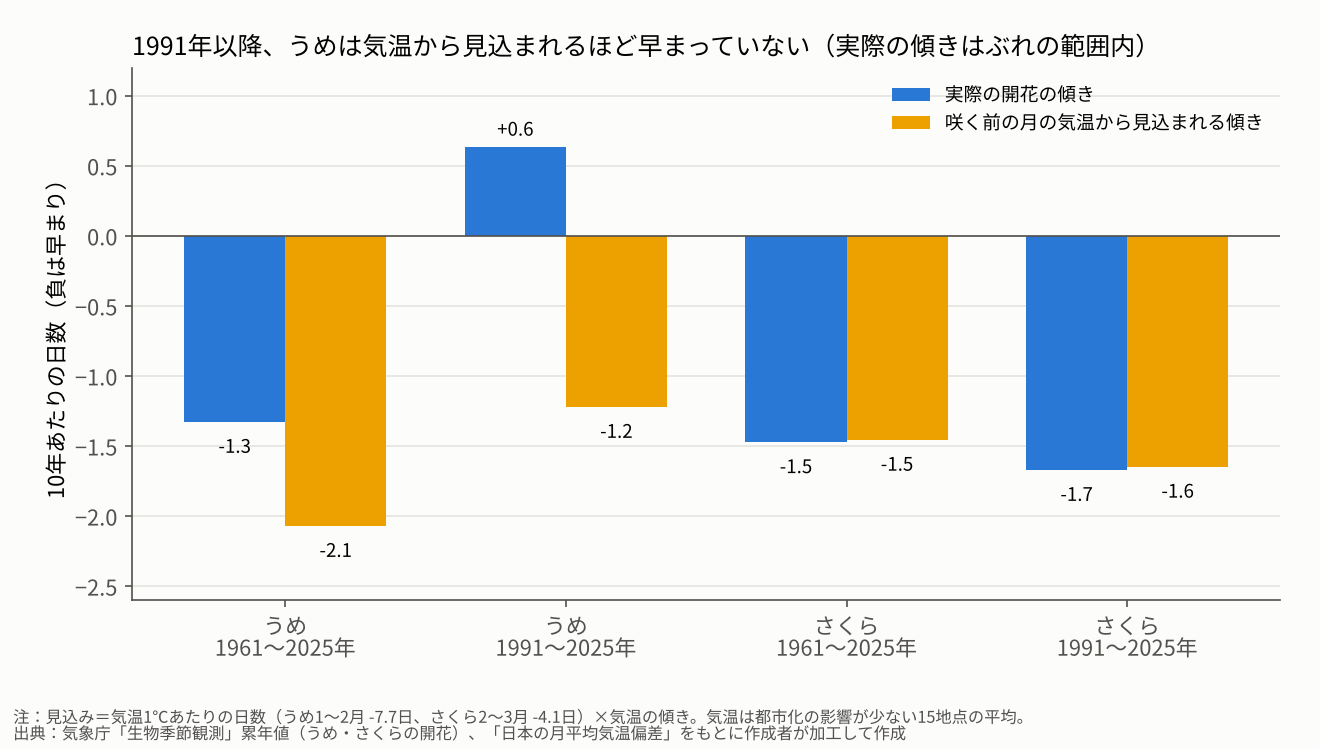 1991年以降、うめは気温から見込まれるほど早まっていない（実際の傾きはぶれの範囲内）
実際の開花の傾き
咲く前の月の気温から見込まれる傾き
10年あたりの日数（負は早まり）
1.0
0.5
0.0
−0.5
−1.0
−1.5
−2.0
−2.5
-1.3
-2.1
+0.6
-1.2
-1.5
-1.5
-1.7
-1.6
うめ
1961～2025年
うめ
1991～2025年
さくら
1961～2025年
さくら
1991～2025年
注：見込み＝気温1℃あたりの日数（うめ1～2月 -7.7日、さくら2～3月 -4.1日）×気温の傾き。気温は都市化の影響が少ない15地点の平均。
出典：気象庁「生物季節観測」累年値（うめ・さくらの開花）、「日本の月平均気温偏差」をもとに作成者が加工して作成